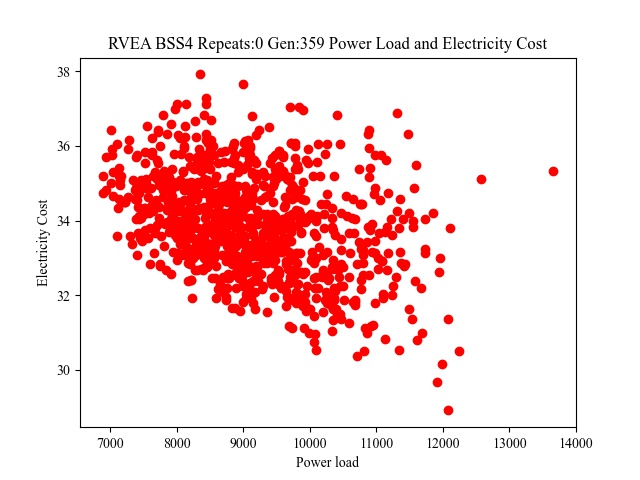 RVEA BSS4 Repeats:0 Gen:359 Power Load and Electricity Cost
38
36
34
32
30
Electricity Cost
7000 8000 9000 10000 11000 12000 13000 14000
Power load